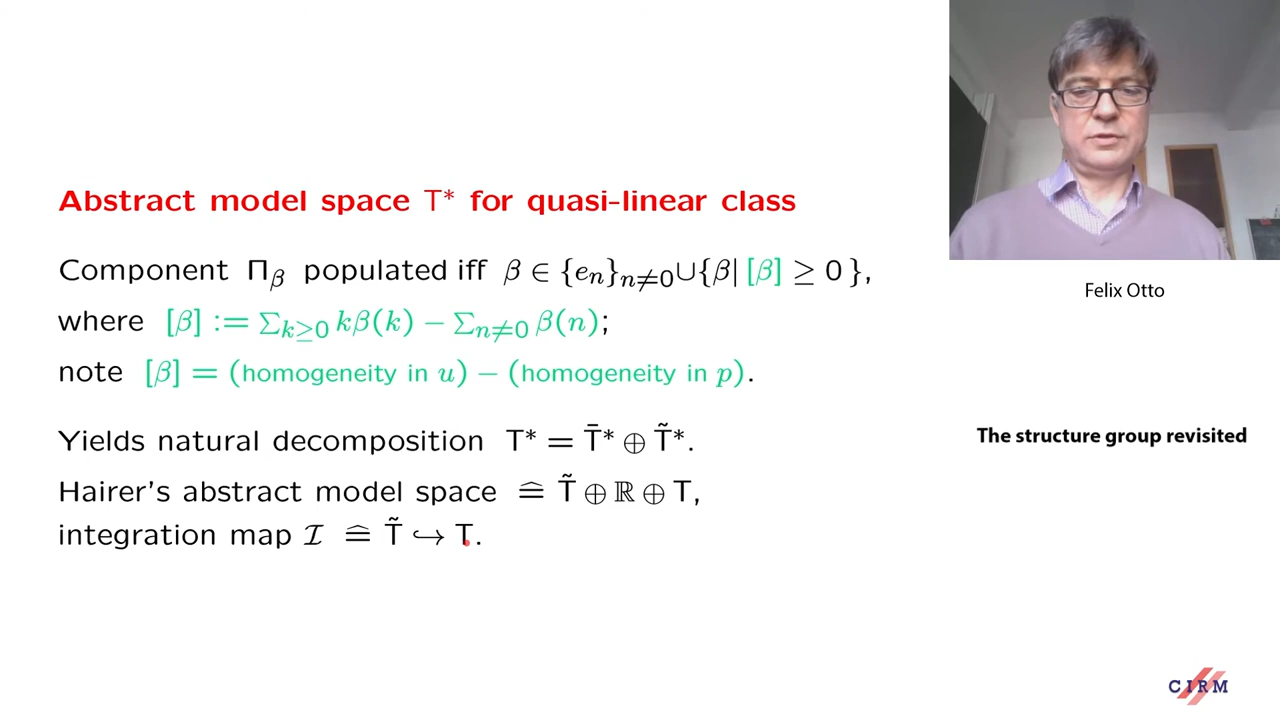 Abstract model space T* for quasi-linear class
Component Π_β populated iff β ∈ {e_n}_{n≠0} ∪ {β | [β] ≥ 0 },
where [β] := Σ_{k≥0} kβ(k) − Σ_{n≠0} β(n);
note [β] = (homogeneity in u) − (homogeneity in p).
Yields natural decomposition T* = T̄* ⊕ T̃*.
Hairer's abstract model space ≙ T̃ ⊕ ℝ ⊕ T,
integration map ℐ ≙ T̃ ↪ T.
Felix Otto
The structure group revisited
CIRM